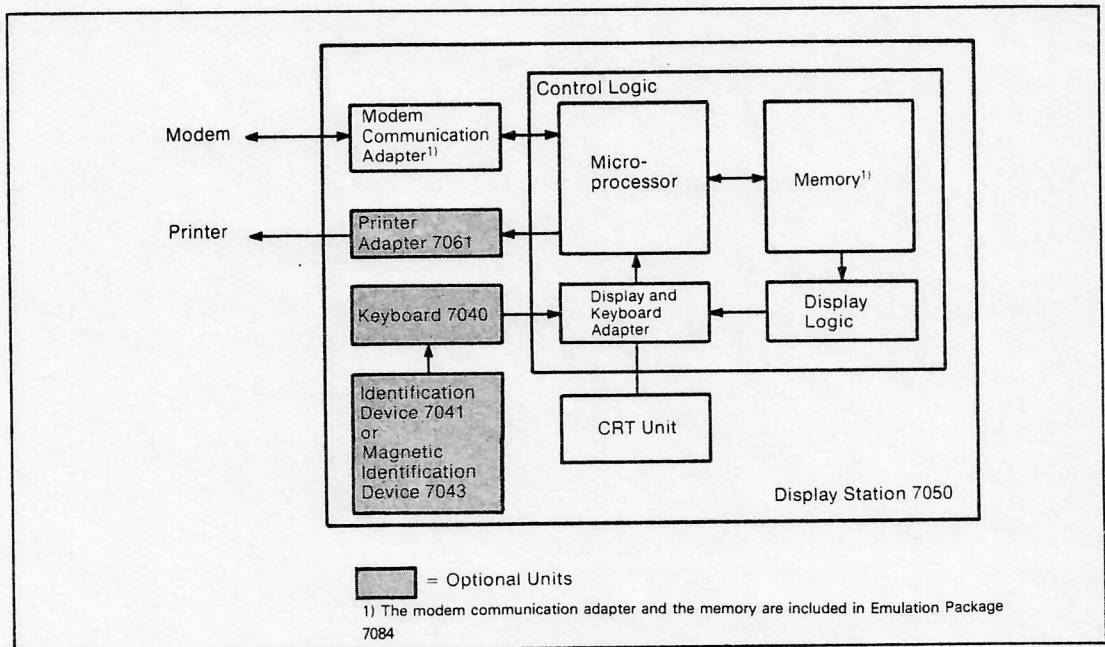 Control Logic
Modem
Modem
Communication
Adapter1)
Micro-
processor
Memory1)
Printer
Printer
Adapter 7061
Keyboard 7040
Display and
Keyboard
Adapter
Display
Logic
Identification
Device 7041
or
Magnetic
Identification
Device 7043
CRT Unit
Display Station 7050
= Optional Units
1) The modem communication adapter and the memory are included in Emulation Package
7084